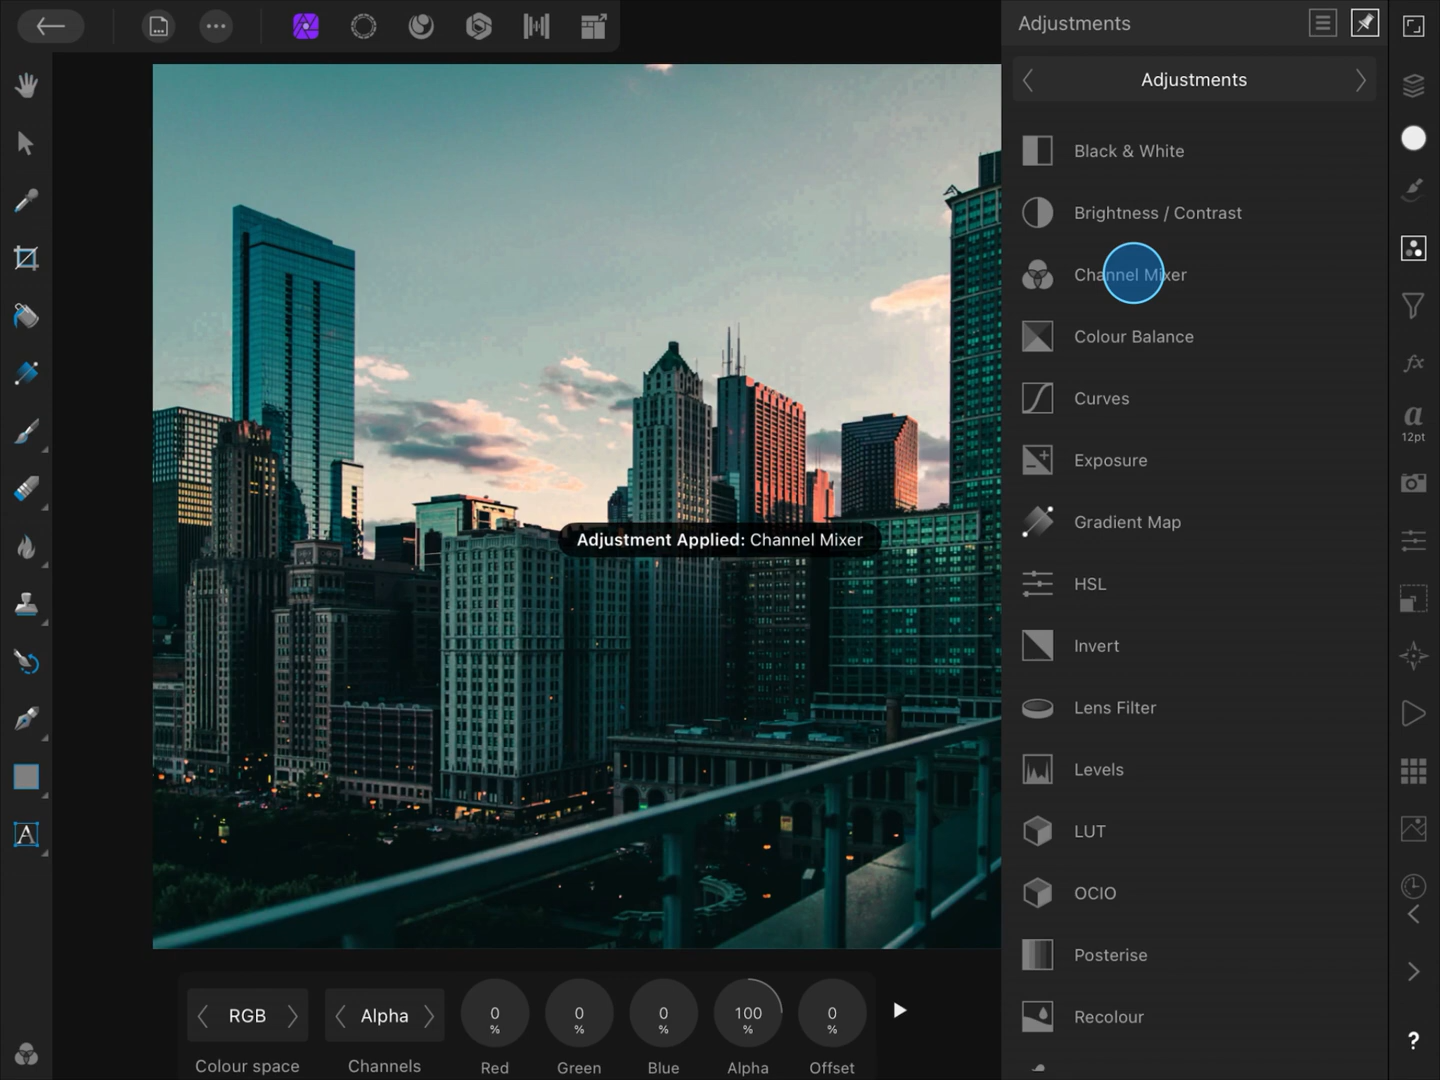 Adjustments
Adjustments
Black & White
Brightness / Contrast
Channel Mixer
Colour Balance
Curves
Exposure
Gradient Map
HSL
Invert
Lens Filter
Levels
LUT
OCIO
Posterise
Recolour
fx
a
12pt
?
A
Adjustment Applied: Channel Mixer
RGB
Alpha
0 %
0 %
0 %
100 %
0 %
Colour space
Channels
Red
Green
Blue
Alpha
Offset